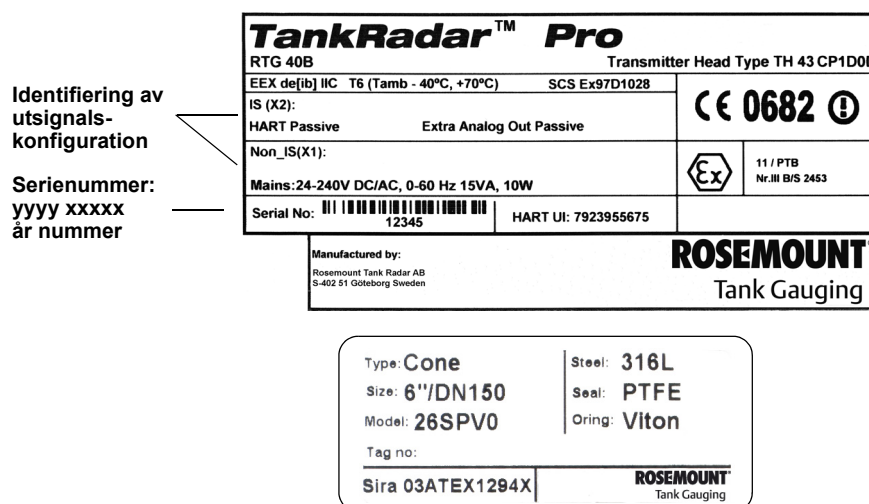 TankRadar™ Pro
RTG 40B Transmitter Head Type TH 43 CP1D0
EEX de[ib] IIC T6 (Tamb - 40ºC, +70ºC) SCS Ex97D1028
IS (X2):
HART Passive Extra Analog Out Passive
CE 0682
Non_IS(X1):
Mains:24-240V DC/AC, 0-60 Hz 15VA, 10W
Ex
11 / PTB
Nr.III B/S 2453
Serial No: 12345 HART UI: 7923955675
Identifiering av
utsignals-
konfiguration
Serienummer:
yyyy xxxxx
år nummer
Manufactured by:
Rosemount Tank Radar AB
S-402 51 Göteborg Sweden
ROSEMOUNT
Tank Gauging
Type: Cone
Size: 6"/DN150
Model: 26SPV0
Tag no:
Steel: 316L
Seal: PTFE
Oring: Viton
Sira 03ATEX1294X
ROSEMOUNT
Tank Gauging